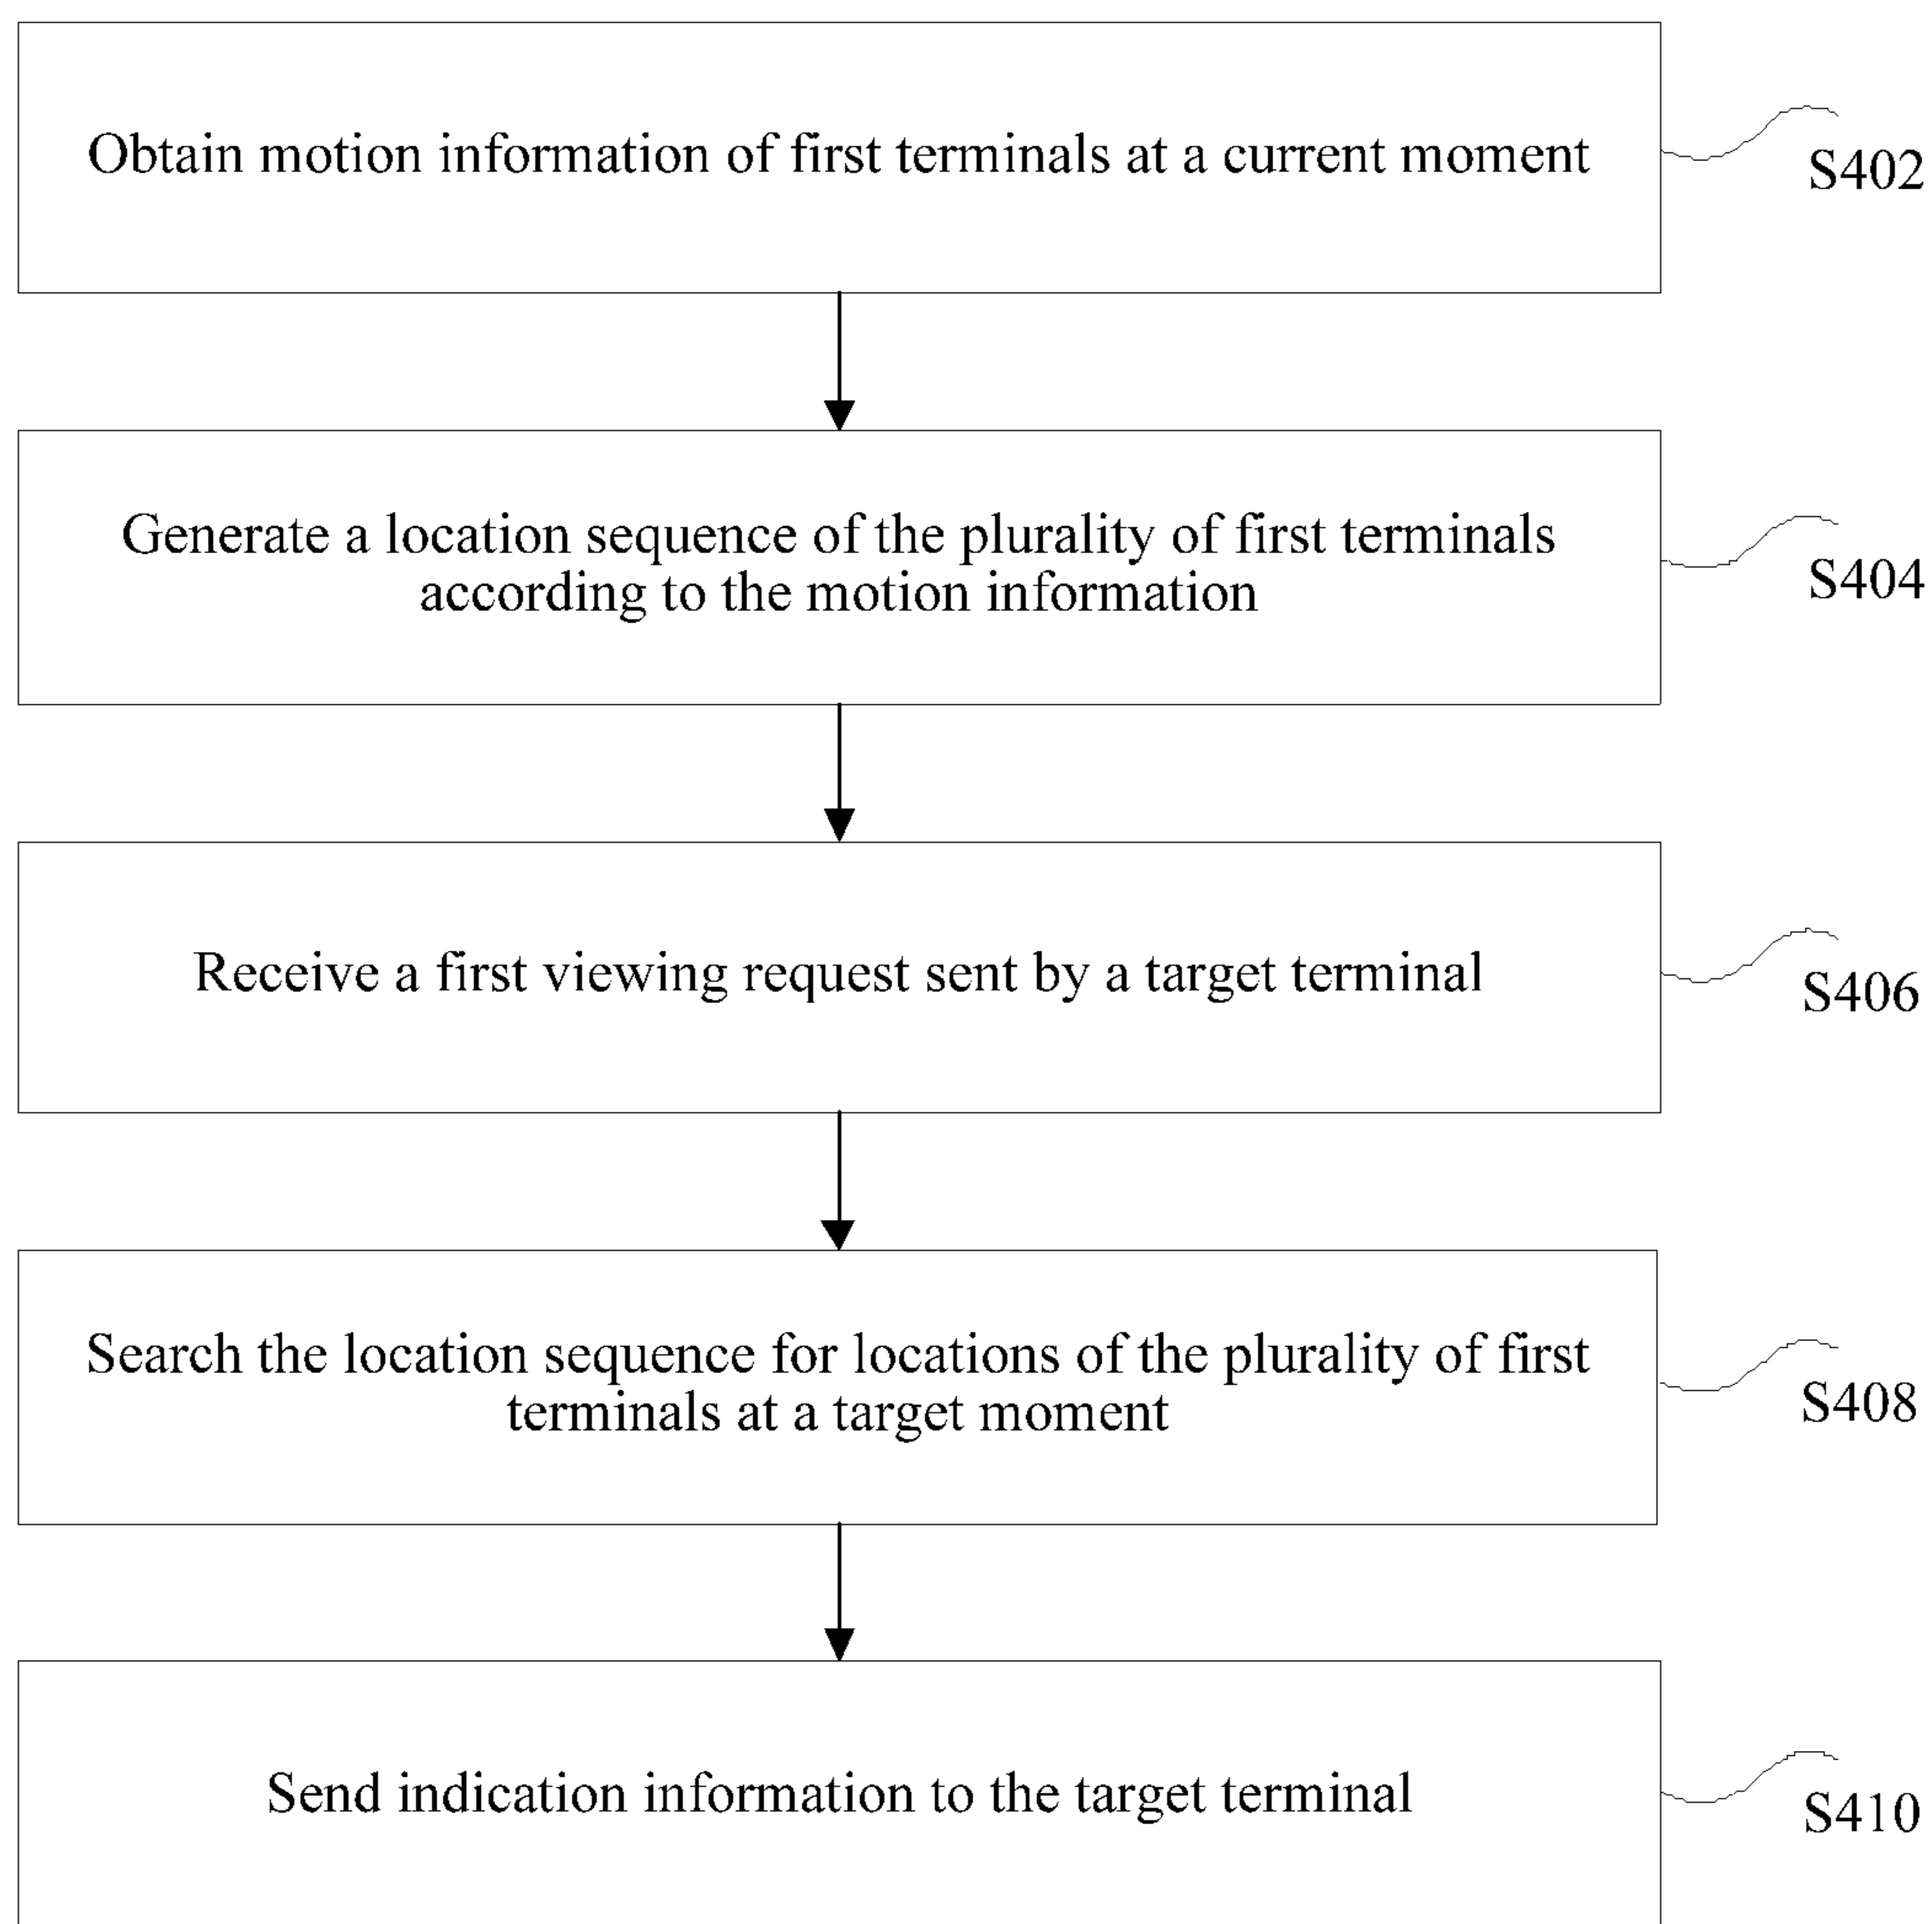 Obtain motion information of first terminals at a current moment
S402
Generate a location sequence of the plurality of first terminals
according to the motion information
S404
Receive a first viewing request sent by a target terminal
S406
Search the location sequence for locations of the plurality of first
terminals at a target moment
S408
Send indication information to the target terminal
S410